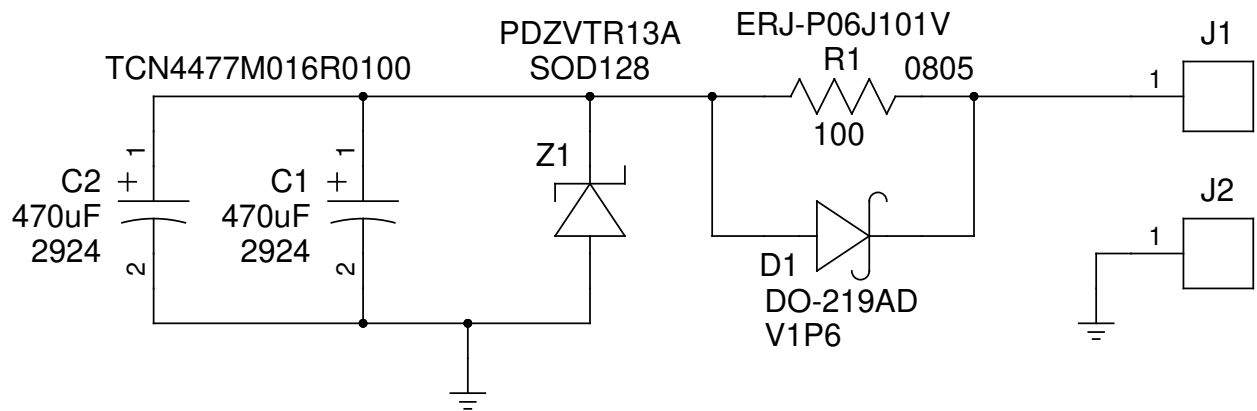 PDZVTR13A
SOD128
ERJ-P06J101V
R1
0805
100
J1
1
TCN4477M016R0100
C2
+
1
470uF
2924
2
C1
+
1
470uF
2924
2
Z1
D1
DO-219AD
V1P6
J2
1